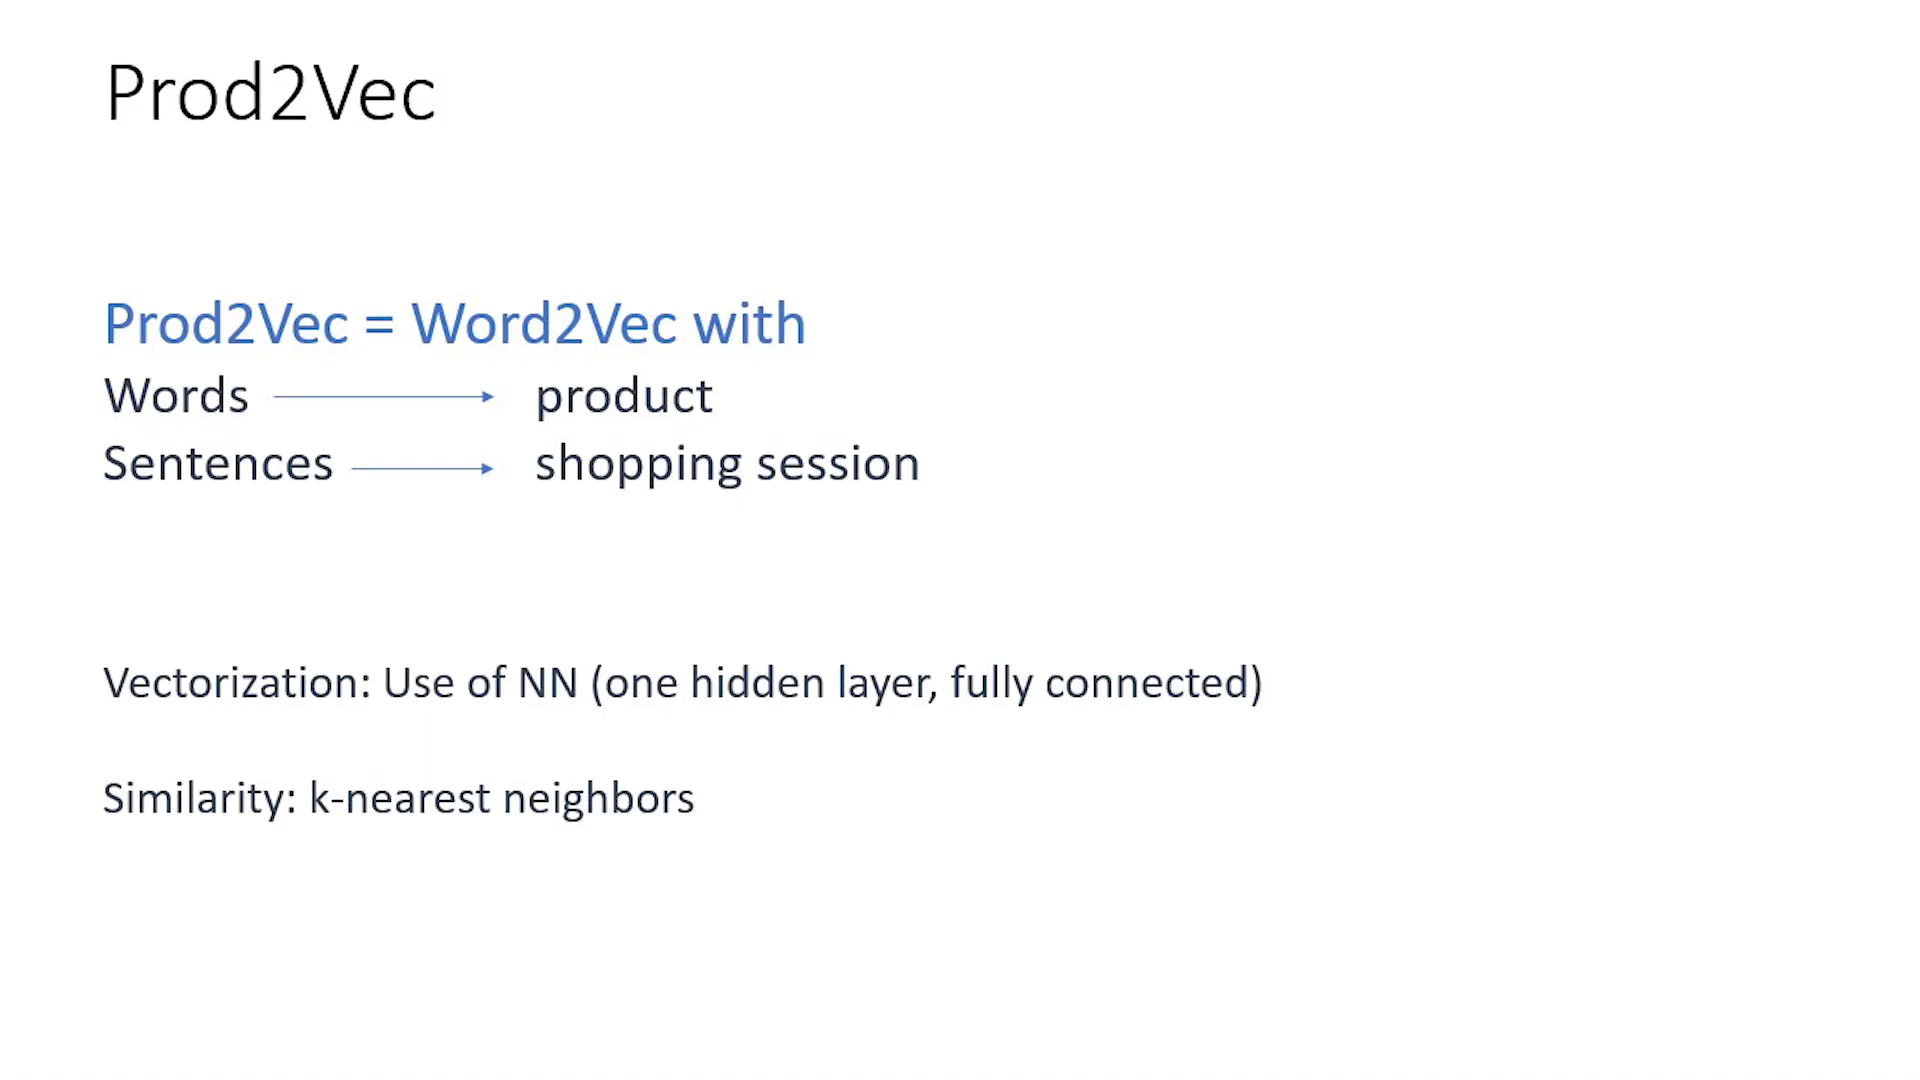 Prod2Vec
Prod2Vec = Word2Vec with
Words product
Sentences shopping session
Vectorization: Use of NN (one hidden layer, fully connected)
Similarity: k-nearest neighbors